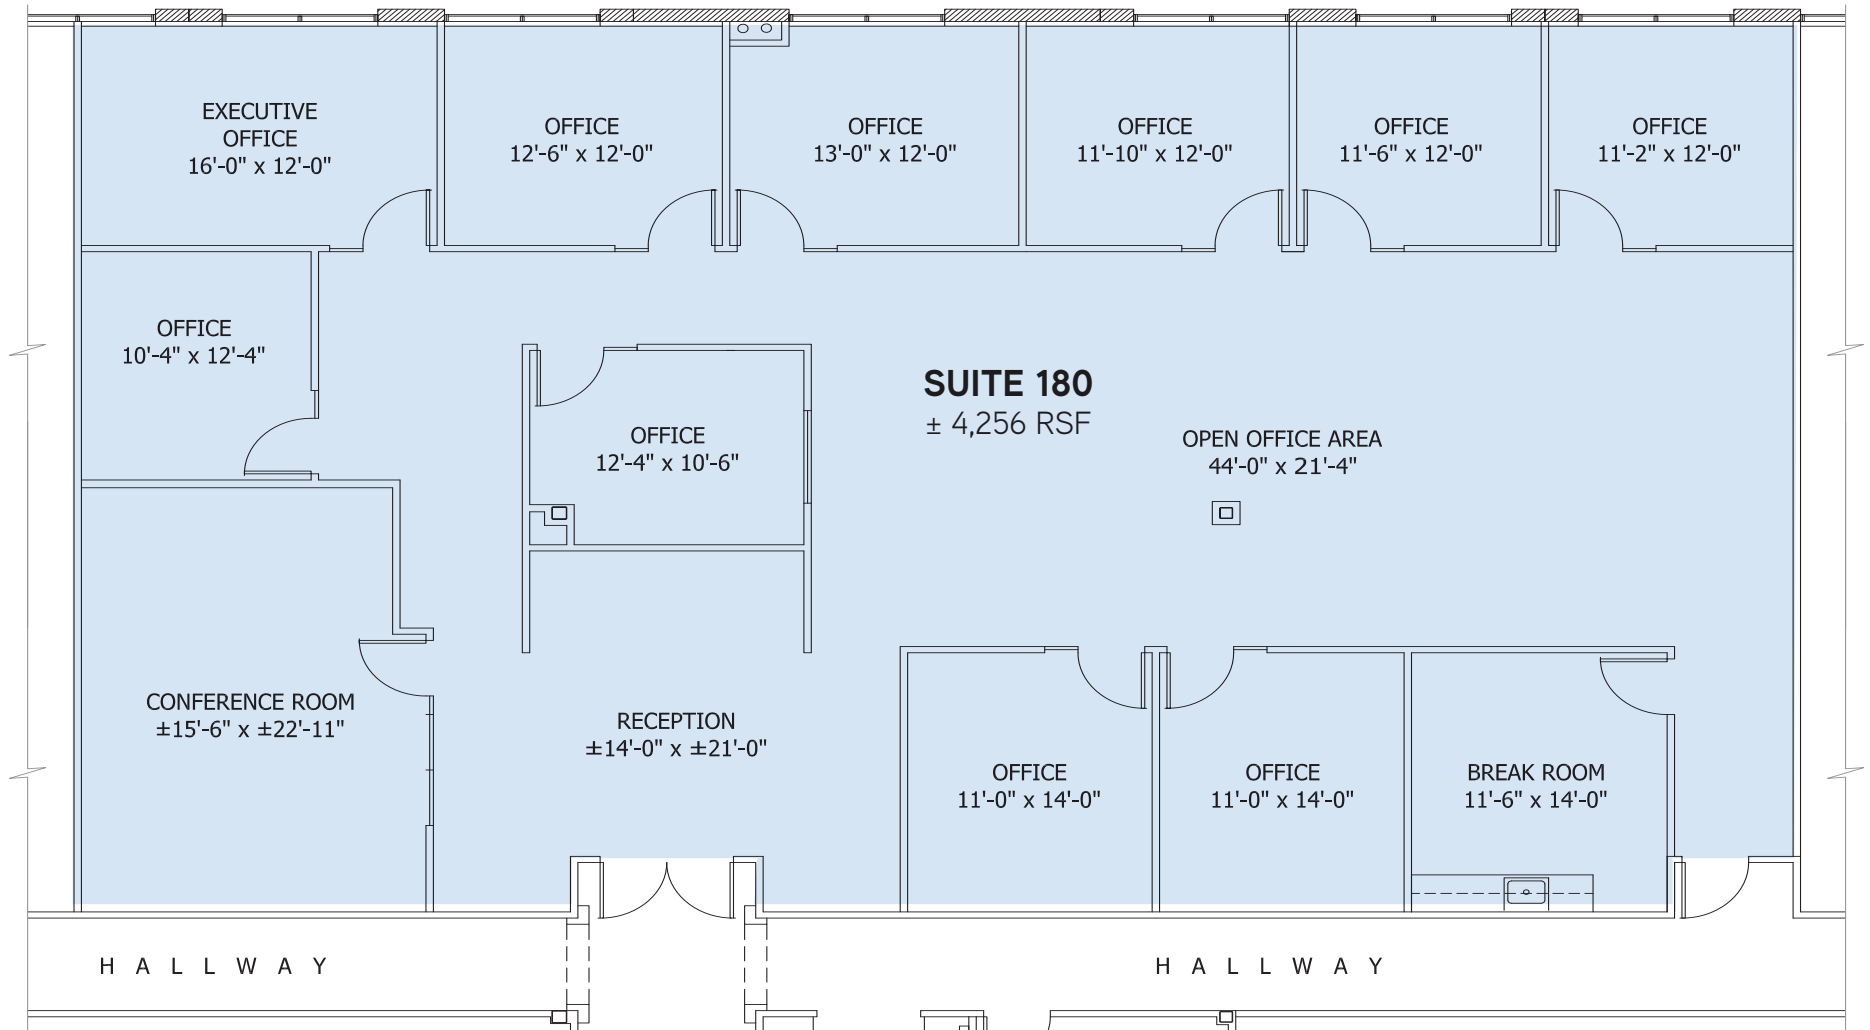 EXECUTIVE
OFFICE
16'-0" x 12'-0"
OFFICE
12'-6" x 12'-0"
OFFICE
13'-0" x 12'-0"
OFFICE
11'-10" x 12'-0"
OFFICE
11'-6" x 12'-0"
OFFICE
11'-2" x 12'-0"
OFFICE
10'-4" x 12'-4"
OFFICE
12'-4" x 10'-6"
SUITE 180
± 4,256 RSF
OPEN OFFICE AREA
44'-0" x 21'-4"
CONFERENCE ROOM
±15'-6" x ±22'-11"
RECEPTION
±14'-0" x ±21'-0"
OFFICE
11'-0" x 14'-0"
OFFICE
11'-0" x 14'-0"
BREAK ROOM
11'-6" x 14'-0"
HALLWAY
HALLWAY